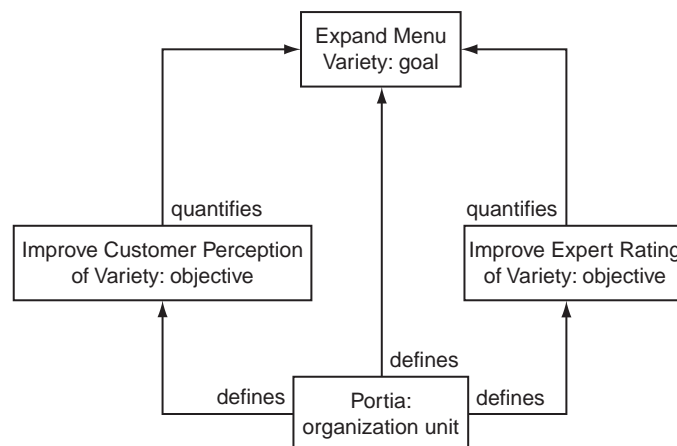 Expand Menu
Variety: goal
quantifies
quantifies
Improve Customer Perception
of Variety: objective
Improve Expert Rating
of Variety: objective
defines
defines
defines
Portia:
organization unit